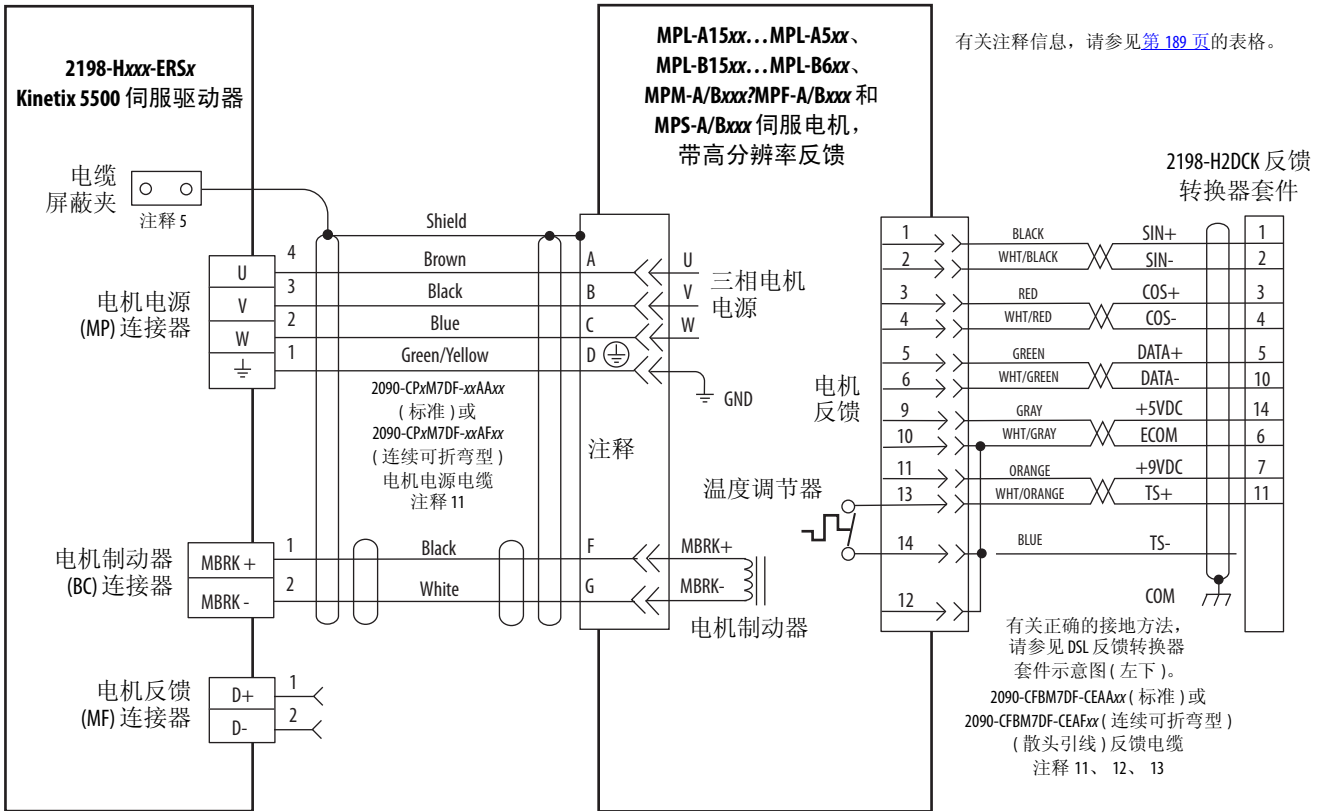 2198-Hxxx-ERSx
Kinetix 5500 伺服驱动器
MPL-A15xx...MPL-A5xx、
MPL-B15xx...MPL-B6xx、
MPM-A/Bxxx?MPF-A/Bxxx 和
MPS-A/Bxxx 伺服电机，
带高分辨率反馈
有关注释信息，请参见第 189 页的表格。
2198-H2DCK 反馈
转换器套件
电缆
屏蔽夹
注释 5
Shield
电机电源
(MP) 连接器
U 4 Brown A U
V 3 Black B V
W 2 Blue C W
1 Green/Yellow D
GND
三相电机
电源
2090-CPxM7DF-xxAAxx
( 标准 ) 或
2090-CPxM7DF-xxAFxx
( 连续可折弯型 )
电机电源电缆
注释 11
注释
电机制动器
(BC) 连接器
MBRK + 1 Black F MBRK+
MBRK - 2 White G MBRK-
电机制动器
电机反馈
(MF) 连接器
D+ 1
D- 2
电机
反馈
温度调节器
1 BLACK SIN+ 1
2 WHT/BLACK SIN- 2
3 RED COS+ 3
4 WHT/RED COS- 4
5 GREEN DATA+ 5
6 WHT/GREEN DATA- 10
9 GRAY +5VDC 14
10 WHT/GRAY ECOM 6
11 ORANGE +9VDC 7
13 WHT/ORANGE TS+ 11
14 BLUE TS-
12 COM
有关正确的接地方法，
请参见 DSL 反馈转换器
套件示意图 ( 左下 )。
2090-CFBM7DF-CEAAxx ( 标准 ) 或
2090-CFBM7DF-CEAFxx ( 连续可折弯型 )
( 散头引线 ) 反馈电缆
注释 11、 12、 13